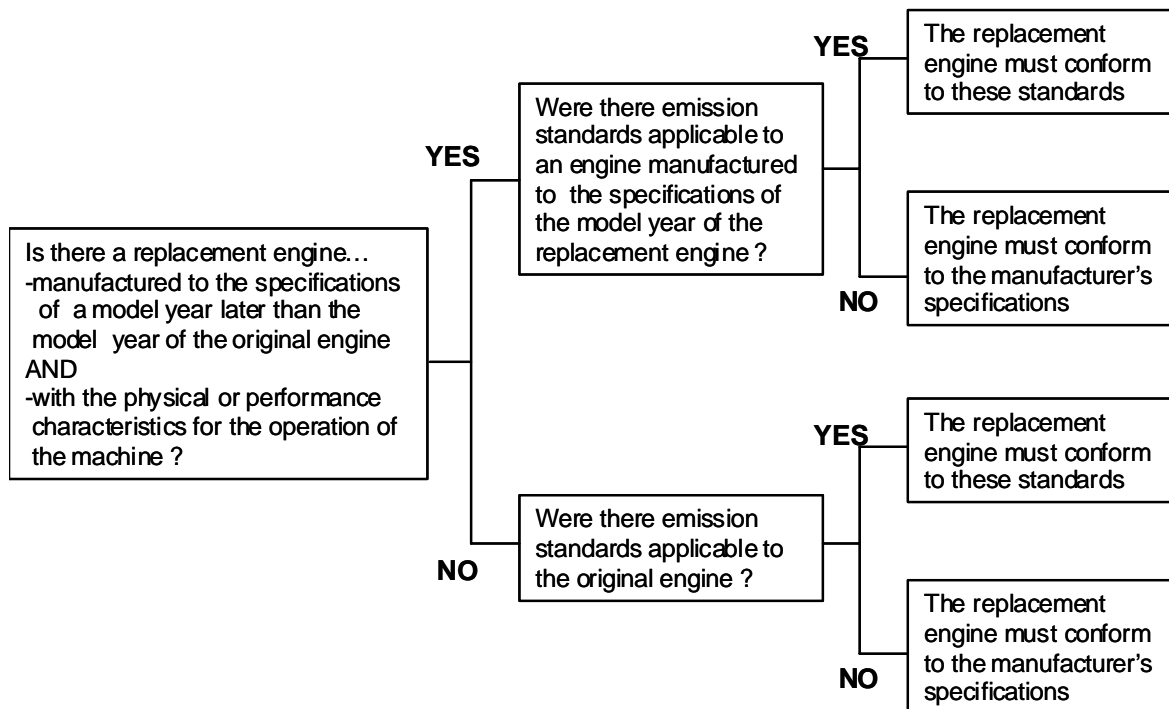 Is there a replacement engine…
-manufactured to the specifications
of a model year later than the
model year of the original engine
AND
-with the physical or performance
characteristics for the operation of
the machine ?
YES
Were there emission
standards applicable to
an engine manufactured
to the specifications of
the model year of the
replacement engine ?
YES
The replacement
engine must conform
to these standards
NO
The replacement
engine must conform
to the manufacturer's
specifications
NO
Were there emission
standards applicable to
the original engine ?
YES
The replacement
engine must conform
to these standards
NO
The replacement
engine must conform
to the manufacturer's
specifications